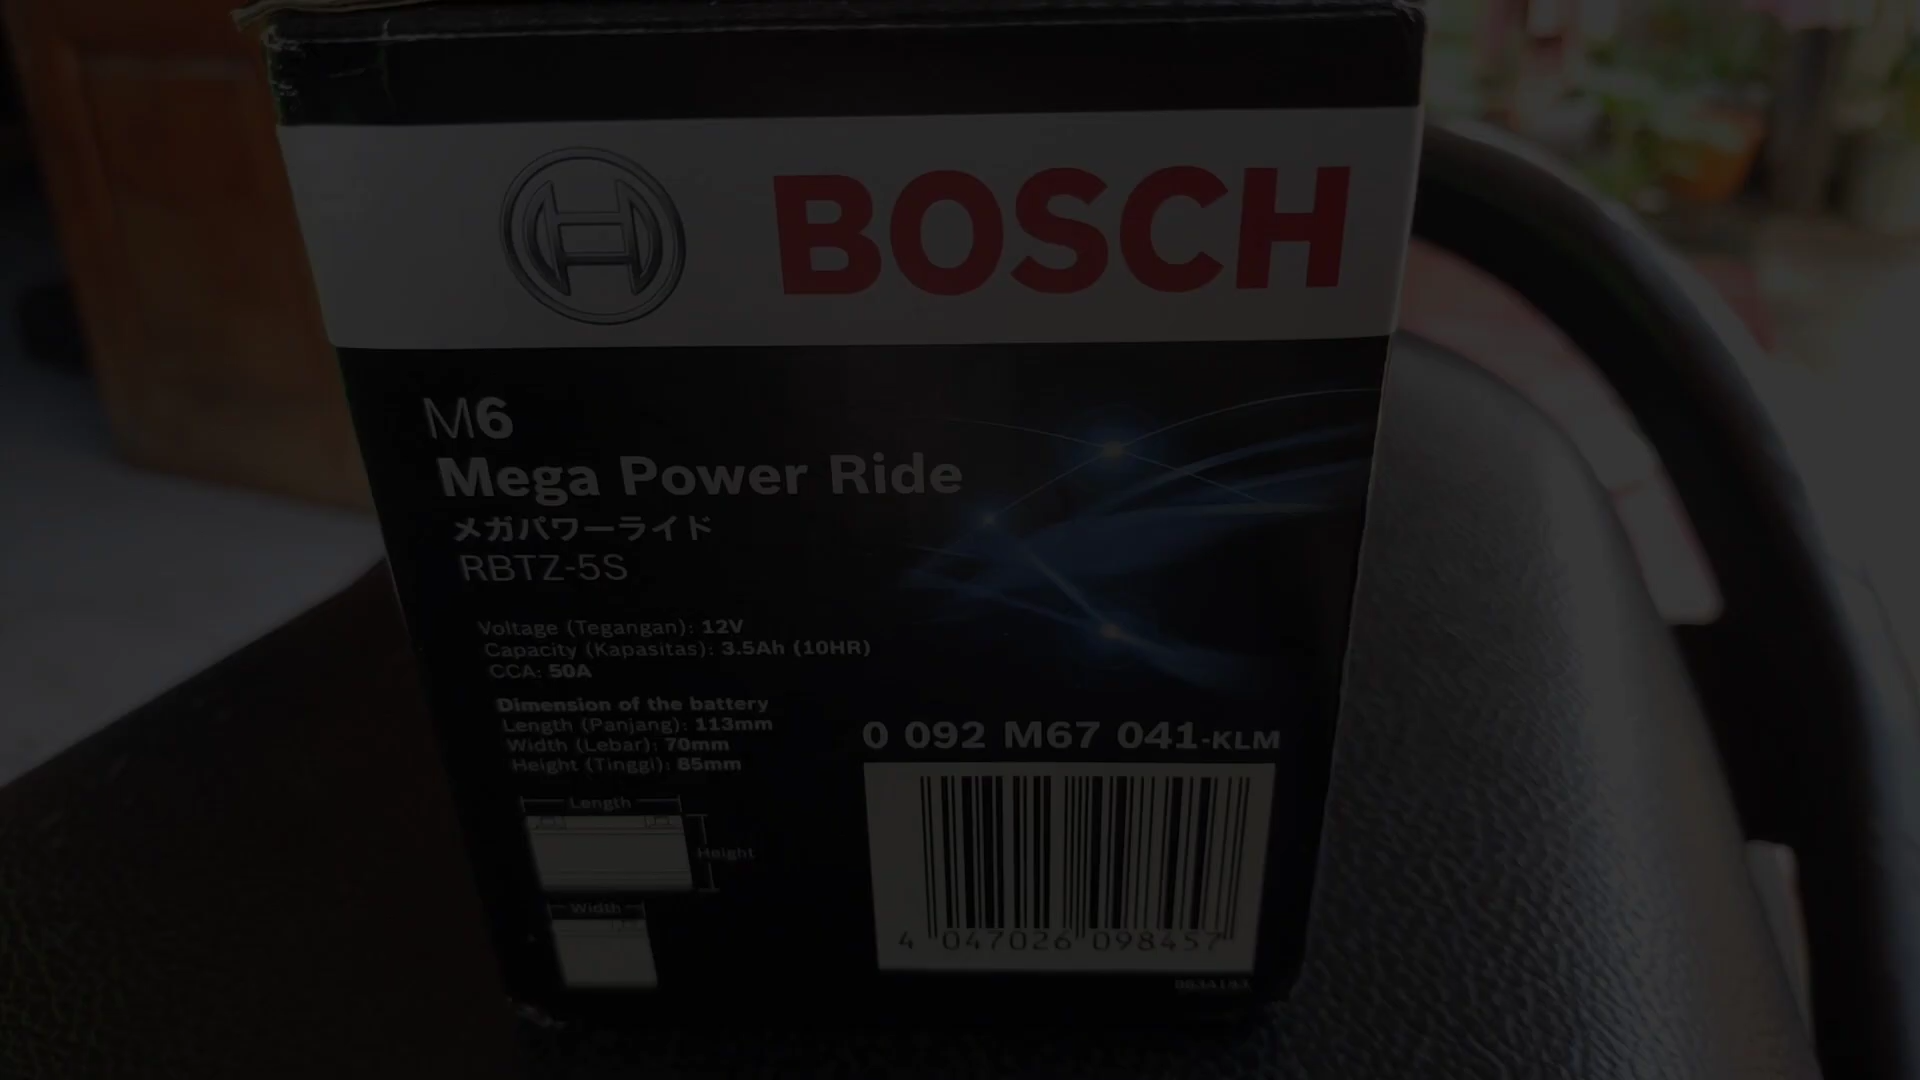 BOSCH
M6
Mega Power Ride
メガパワーライド
RBTZ-5S
Voltage (Tegangan): 12V
Capacity (Kapasitas): 3.5Ah (10HR)
CCA: 50A
Dimension of the battery
Length (Panjang): 113mm
Width (Lebar): 70mm
Height (Tinggi): 85mm
Length
Height
Width
0 092 M67 041-KLM
4 047026 098457